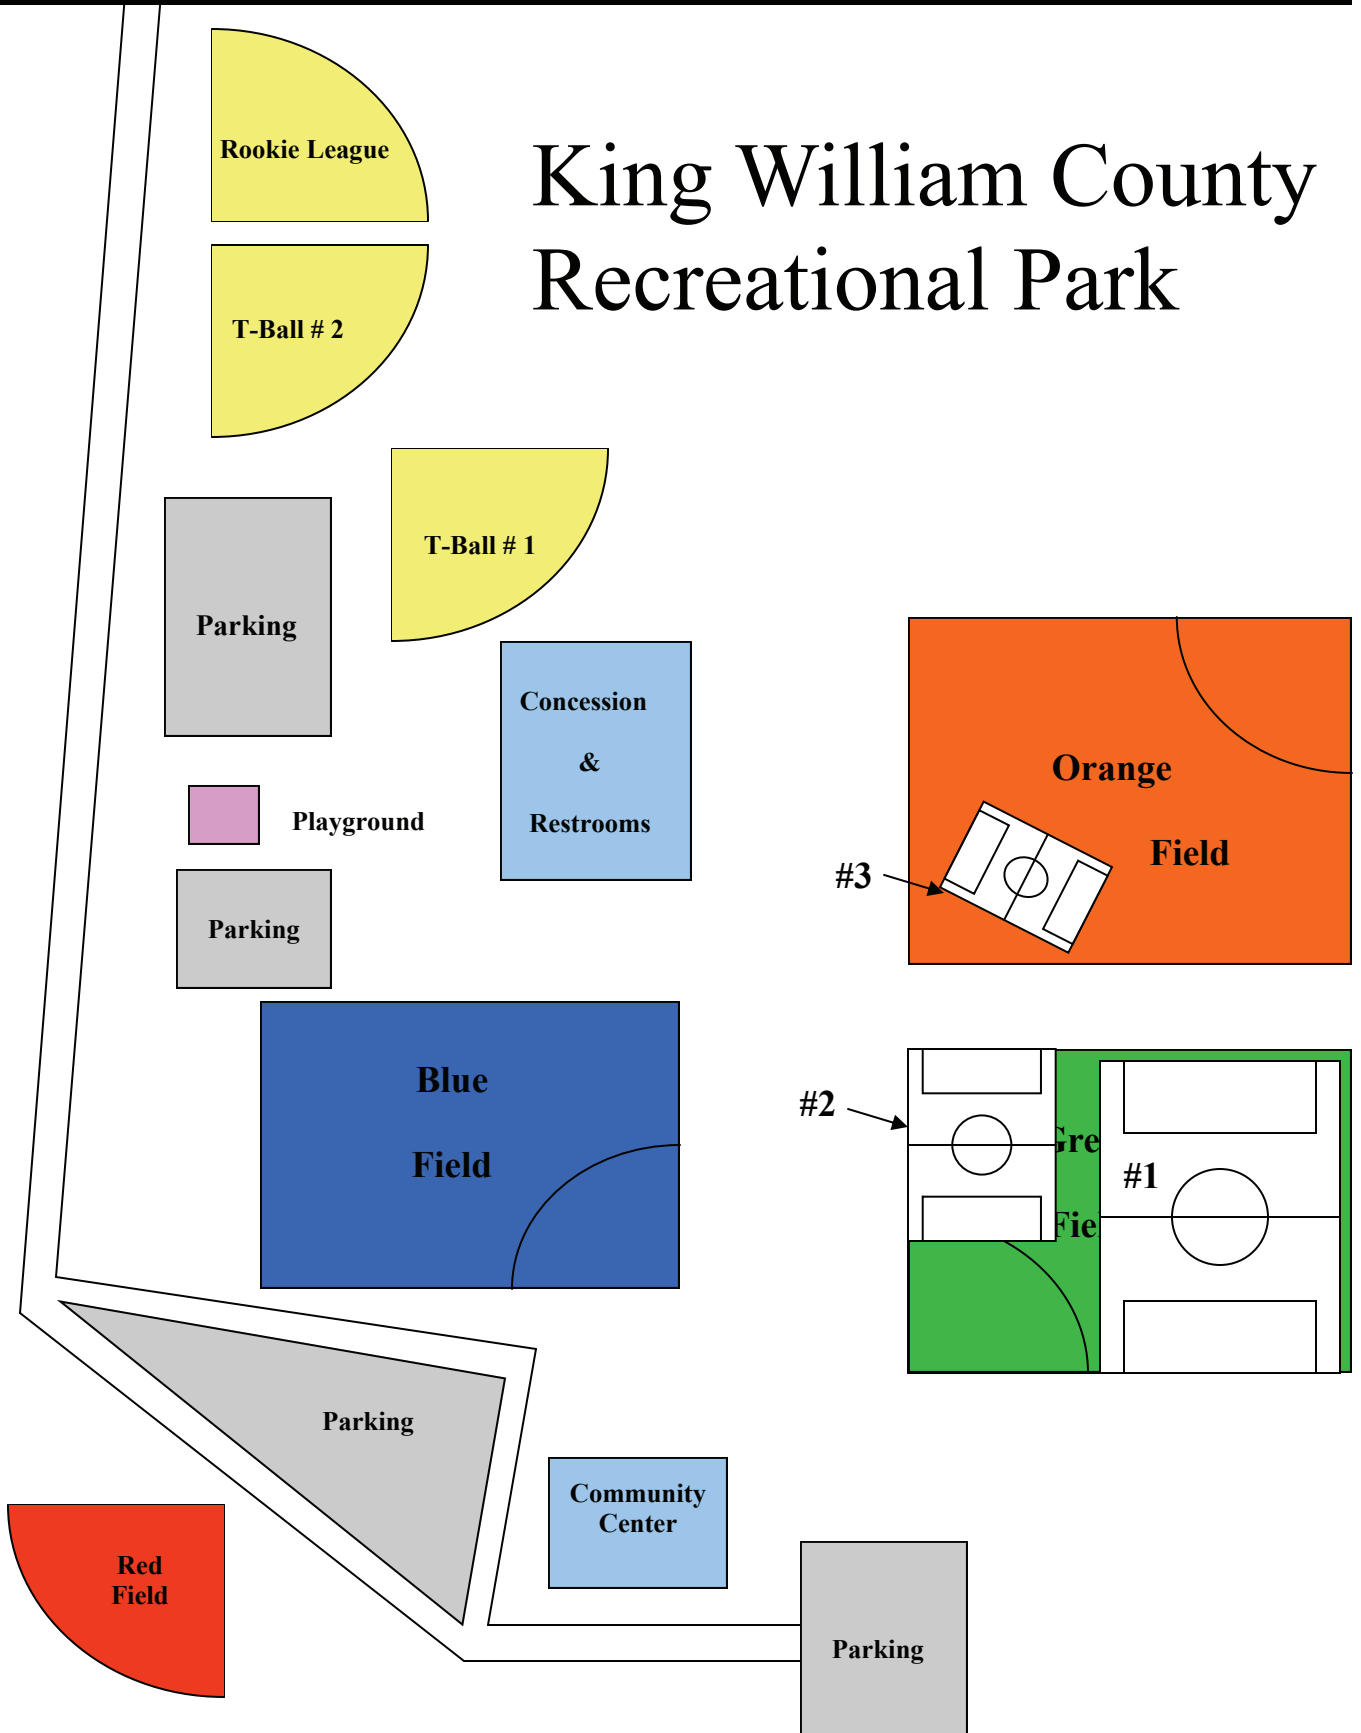 King William County
Recreational Park
Rookie League
T-Ball # 2
T-Ball # 1
Parking
Concession
&
Restrooms
Playground
Parking
Orange
Field
#3
Blue
Field
#2
#1
Parking
Community
Center
Red
Field
Parking